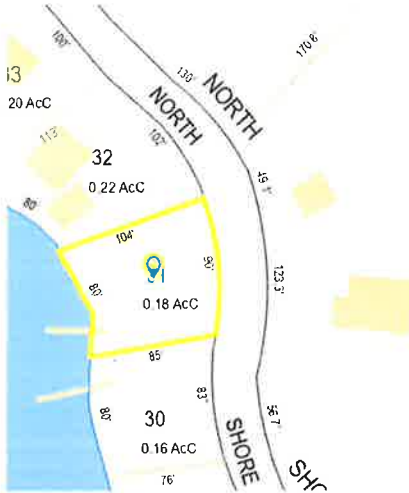 100'
170.8'
130'
NORTH
NORTH
33
20 AcC
113'
102'
32
49.1'
0.22 AcC
80'
104'
90'
123.3'
31
80'
0.18 AcC
85'
83'
56.7'
80'
30
0.16 AcC
SHORE
76'
SHO